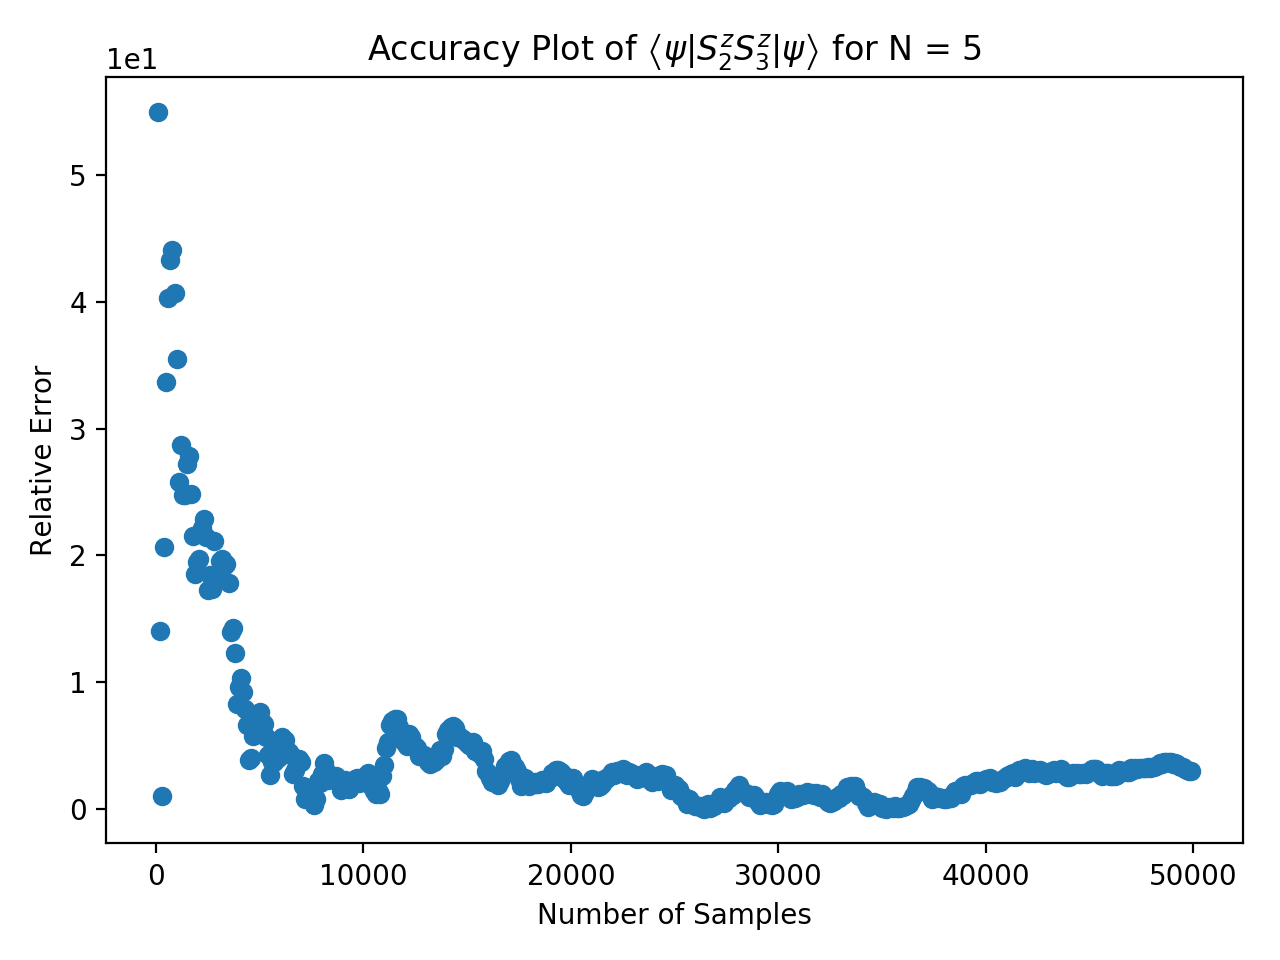 Accuracy Plot of ⟨ψ|S₂ᶻS₃ᶻ|ψ⟩ for N = 5
1e1
5
4
3
2
1
0
Relative Error
0 10000 20000 30000 40000 50000
Number of Samples